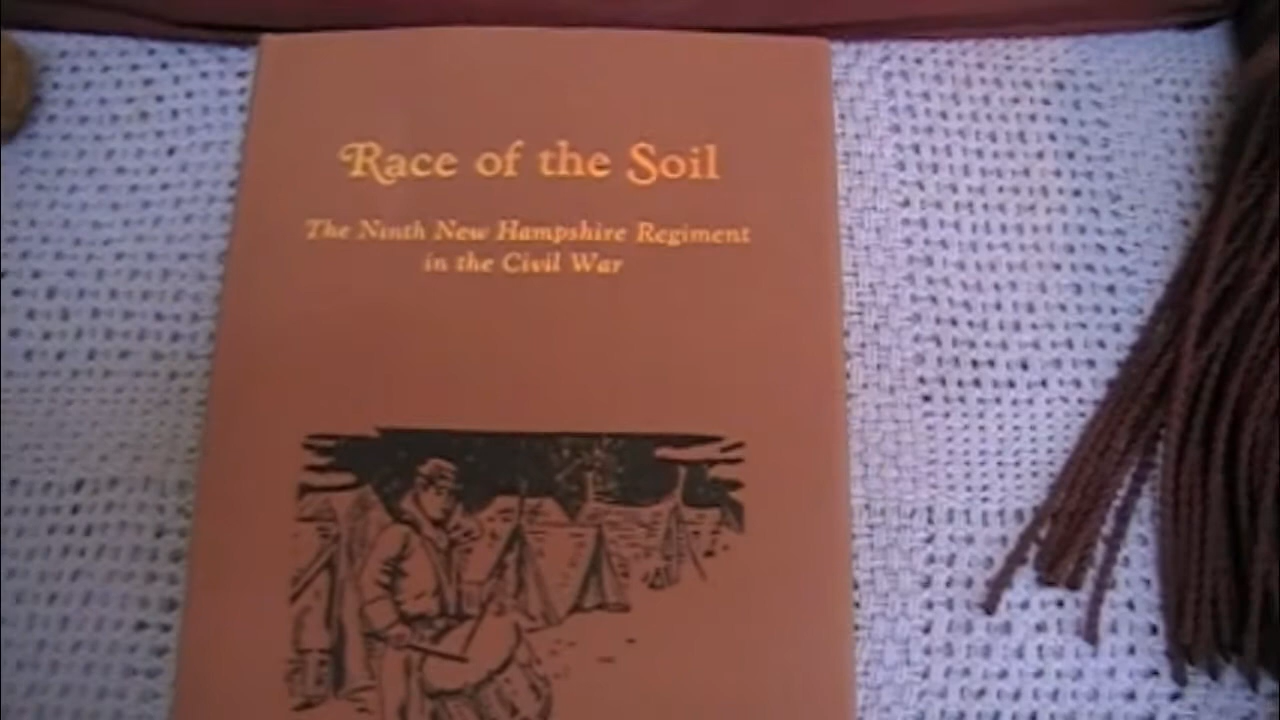 Race of the Soil
The Ninth New Hampshire Regiment
in the Civil War